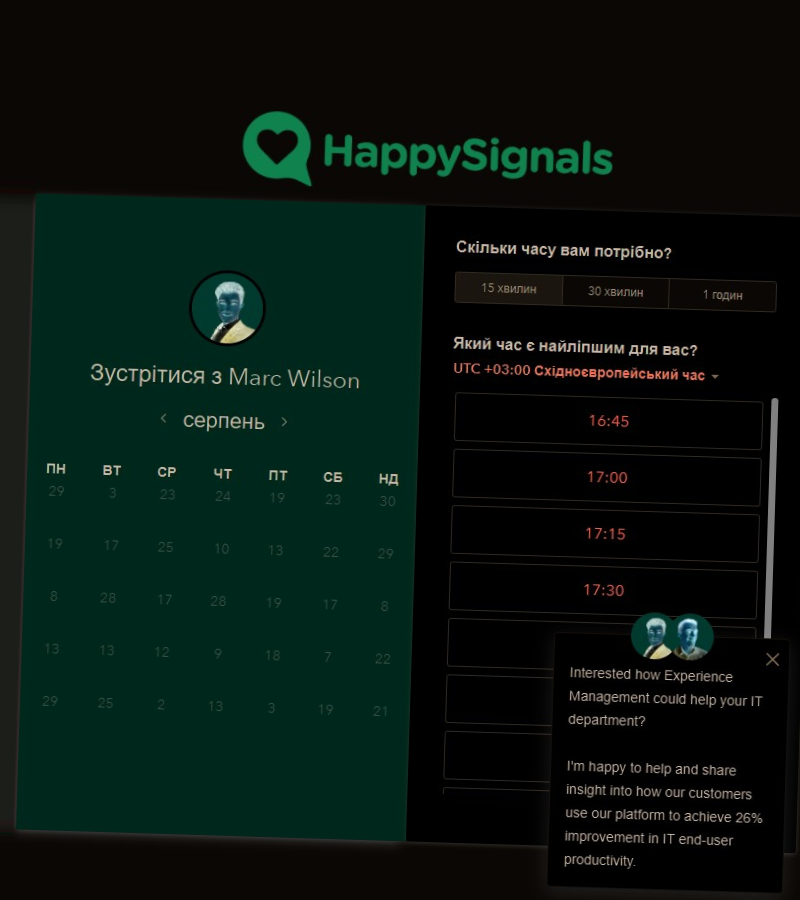 HappySignals
Зустрітися з Marc Wilson
серпень
ПН ВТ СР ЧТ ПТ СБ НД
29 3 23 24 19 23 30
19 17 25 10 13 22 29
8 28 17 28 19 17 8
13 13 12 9 18 7 22
29 25 2 13 3 19 21
Скільки часу вам потрібно?
15 хвилин 30 хвилин 1 годин
Який час є найліпшим для вас?
UTC +03:00 Східноєвропейський час
16:45
17:00
17:15
17:30
Interested how Experience
Management could help your IT
department?
I'm happy to help and share
insight into how our customers
use our platform to achieve 26%
improvement in IT end-user
productivity.